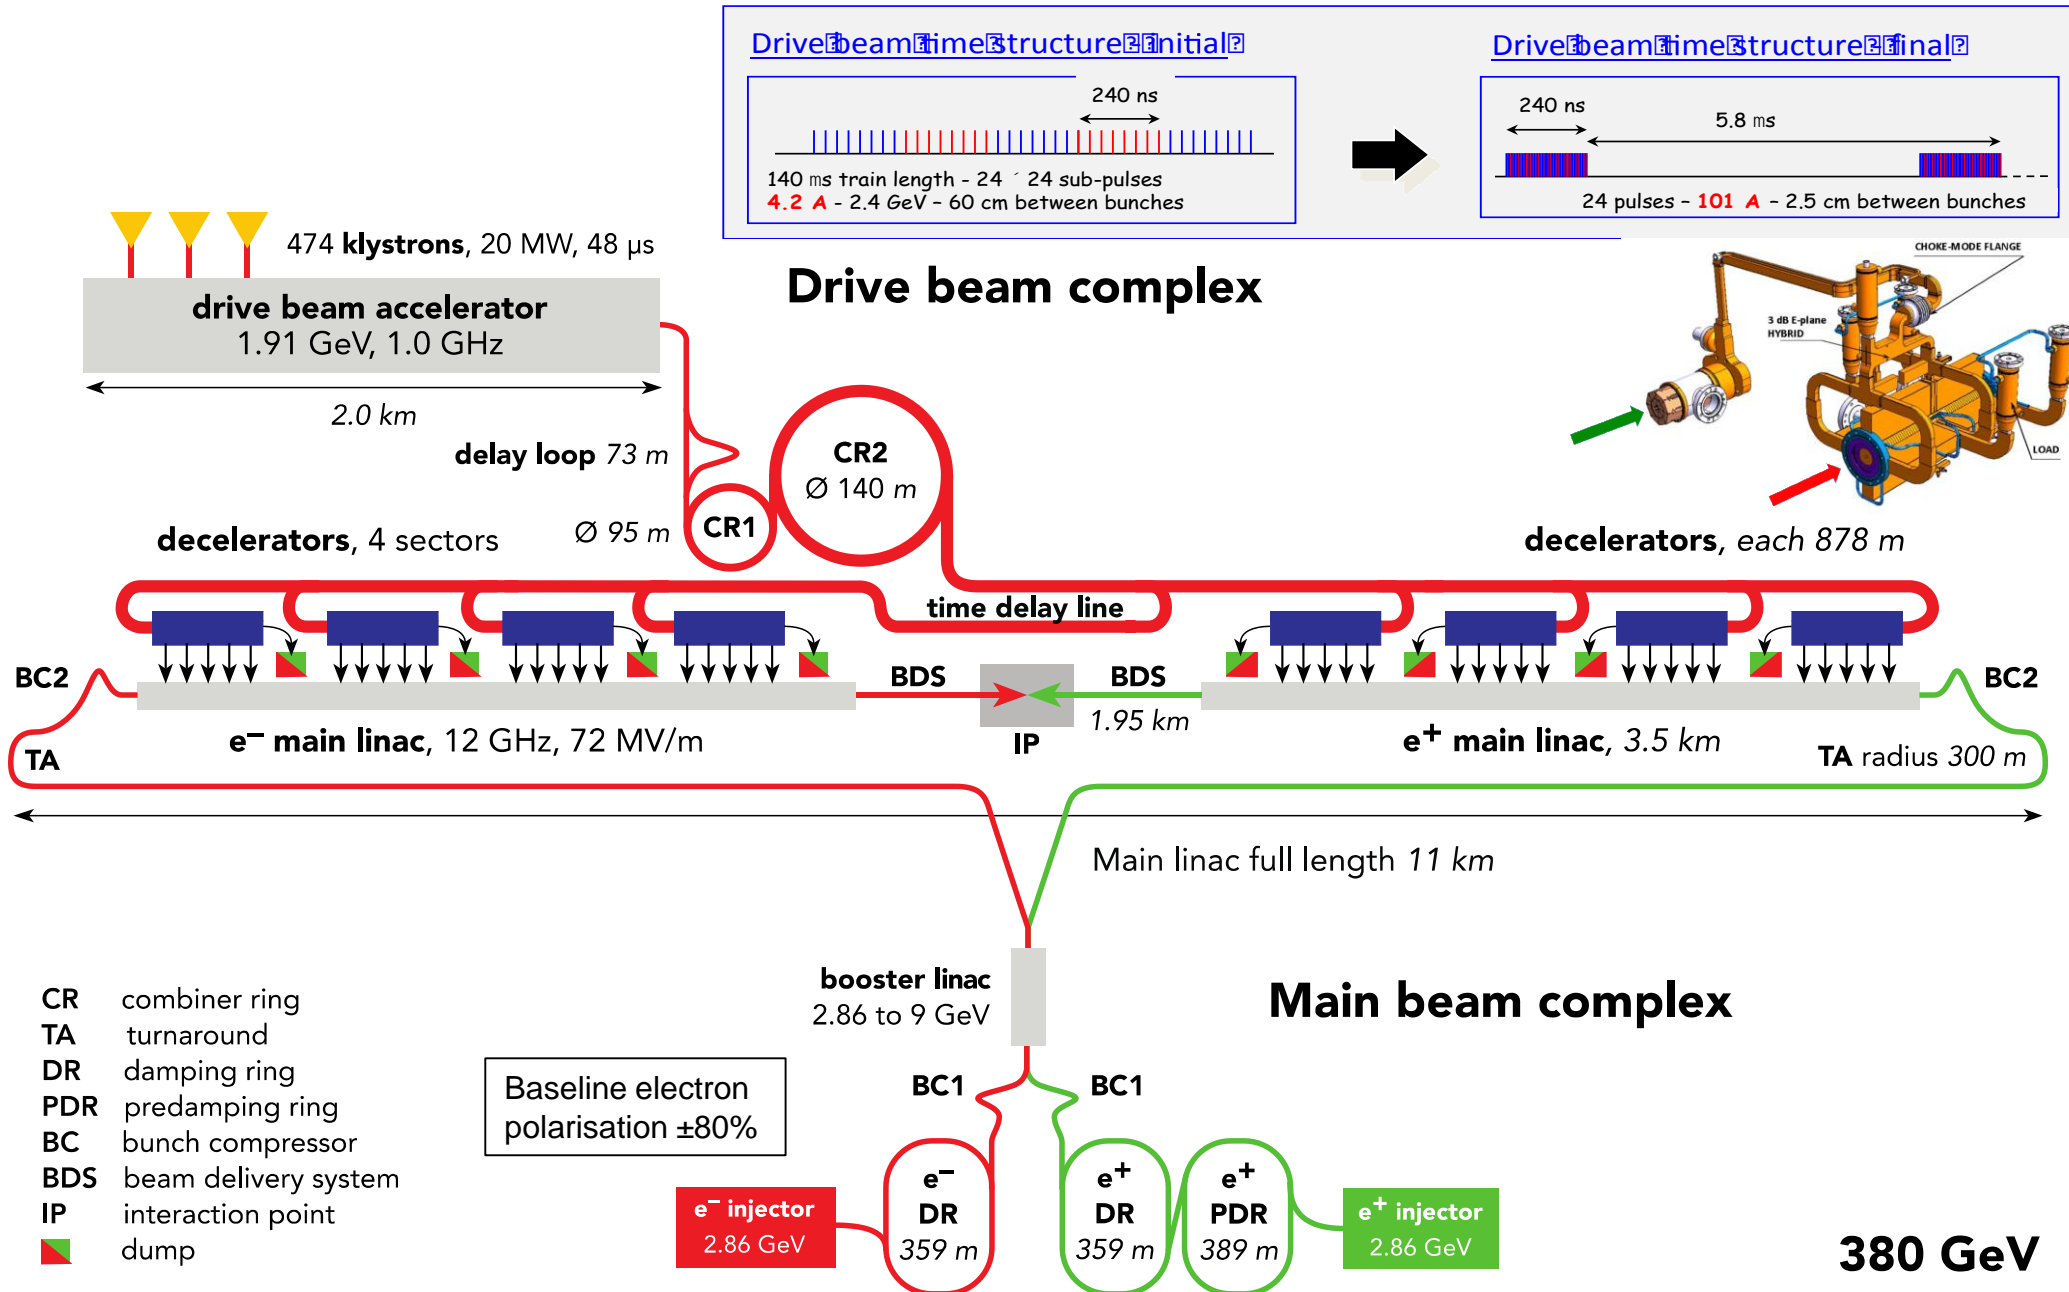 Drive⍰beam⍰time⍰structure⍰-⍰initial⍰
240 ns
140 ms train length - 24 ´ 24 sub-pulses
4.2 A - 2.4 GeV – 60 cm between bunches
Drive⍰beam⍰time⍰structure⍰-⍰final⍰
240 ns
5.8 ms
24 pulses – 101 A – 2.5 cm between bunches
474 klystrons, 20 MW, 48 µs
drive beam accelerator
1.91 GeV, 1.0 GHz
2.0 km
Drive beam complex
CHOKE-MODE FLANGE
3 dB E-plane
HYBRID
LOAD
delay loop 73 m
CR2
Ø 140 m
CR1
Ø 95 m
decelerators, 4 sectors
decelerators, each 878 m
time delay line
BC2
BDS
BDS
1.95 km
IP
BC2
e– main linac, 12 GHz, 72 MV/m
e+ main linac, 3.5 km
TA
TA radius 300 m
Main linac full length 11 km
booster linac
2.86 to 9 GeV
Main beam complex
CR combiner ring
TA turnaround
DR damping ring
PDR predamping ring
BC bunch compressor
BDS beam delivery system
IP interaction point
dump
Baseline electron
polarisation ±80%
BC1
BC1
e– injector
2.86 GeV
e–
DR
359 m
e+
DR
359 m
e+
PDR
389 m
e+ injector
2.86 GeV
380 GeV